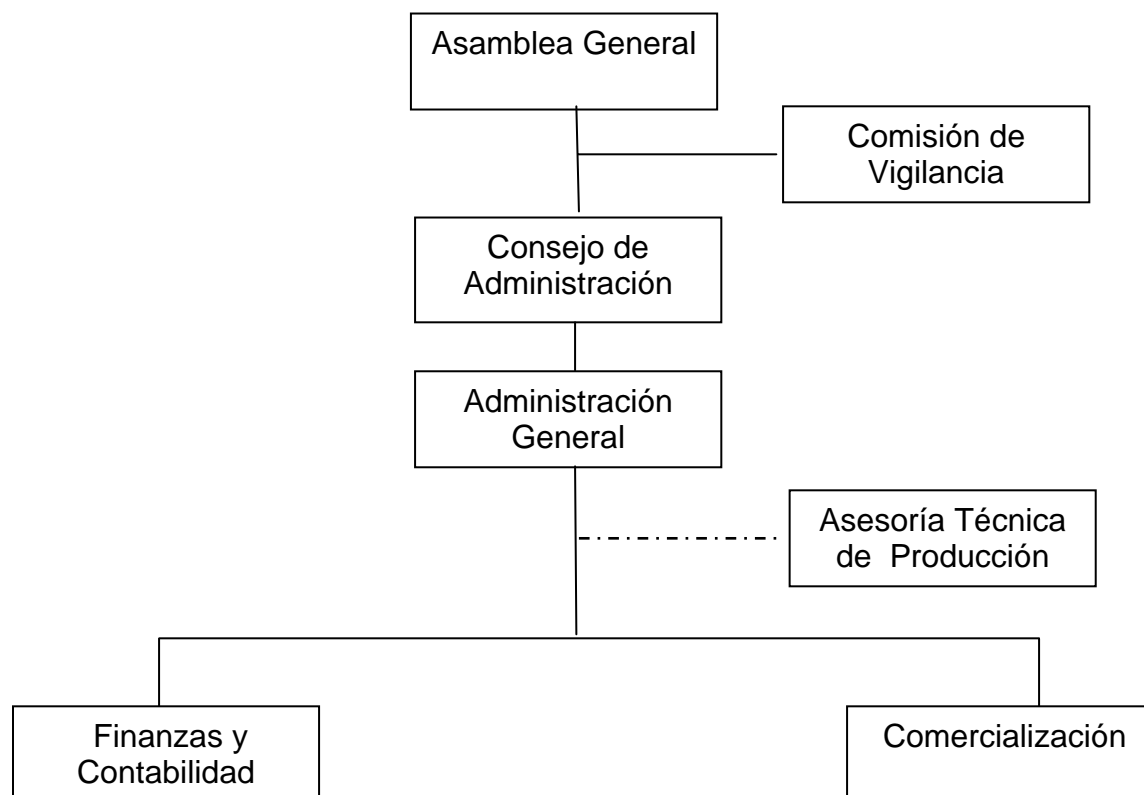 Asamblea General
Comisión de
Vigilancia
Consejo de
Administración
Administración
General
Asesoría Técnica
de Producción
Finanzas y
Contabilidad
Comercialización